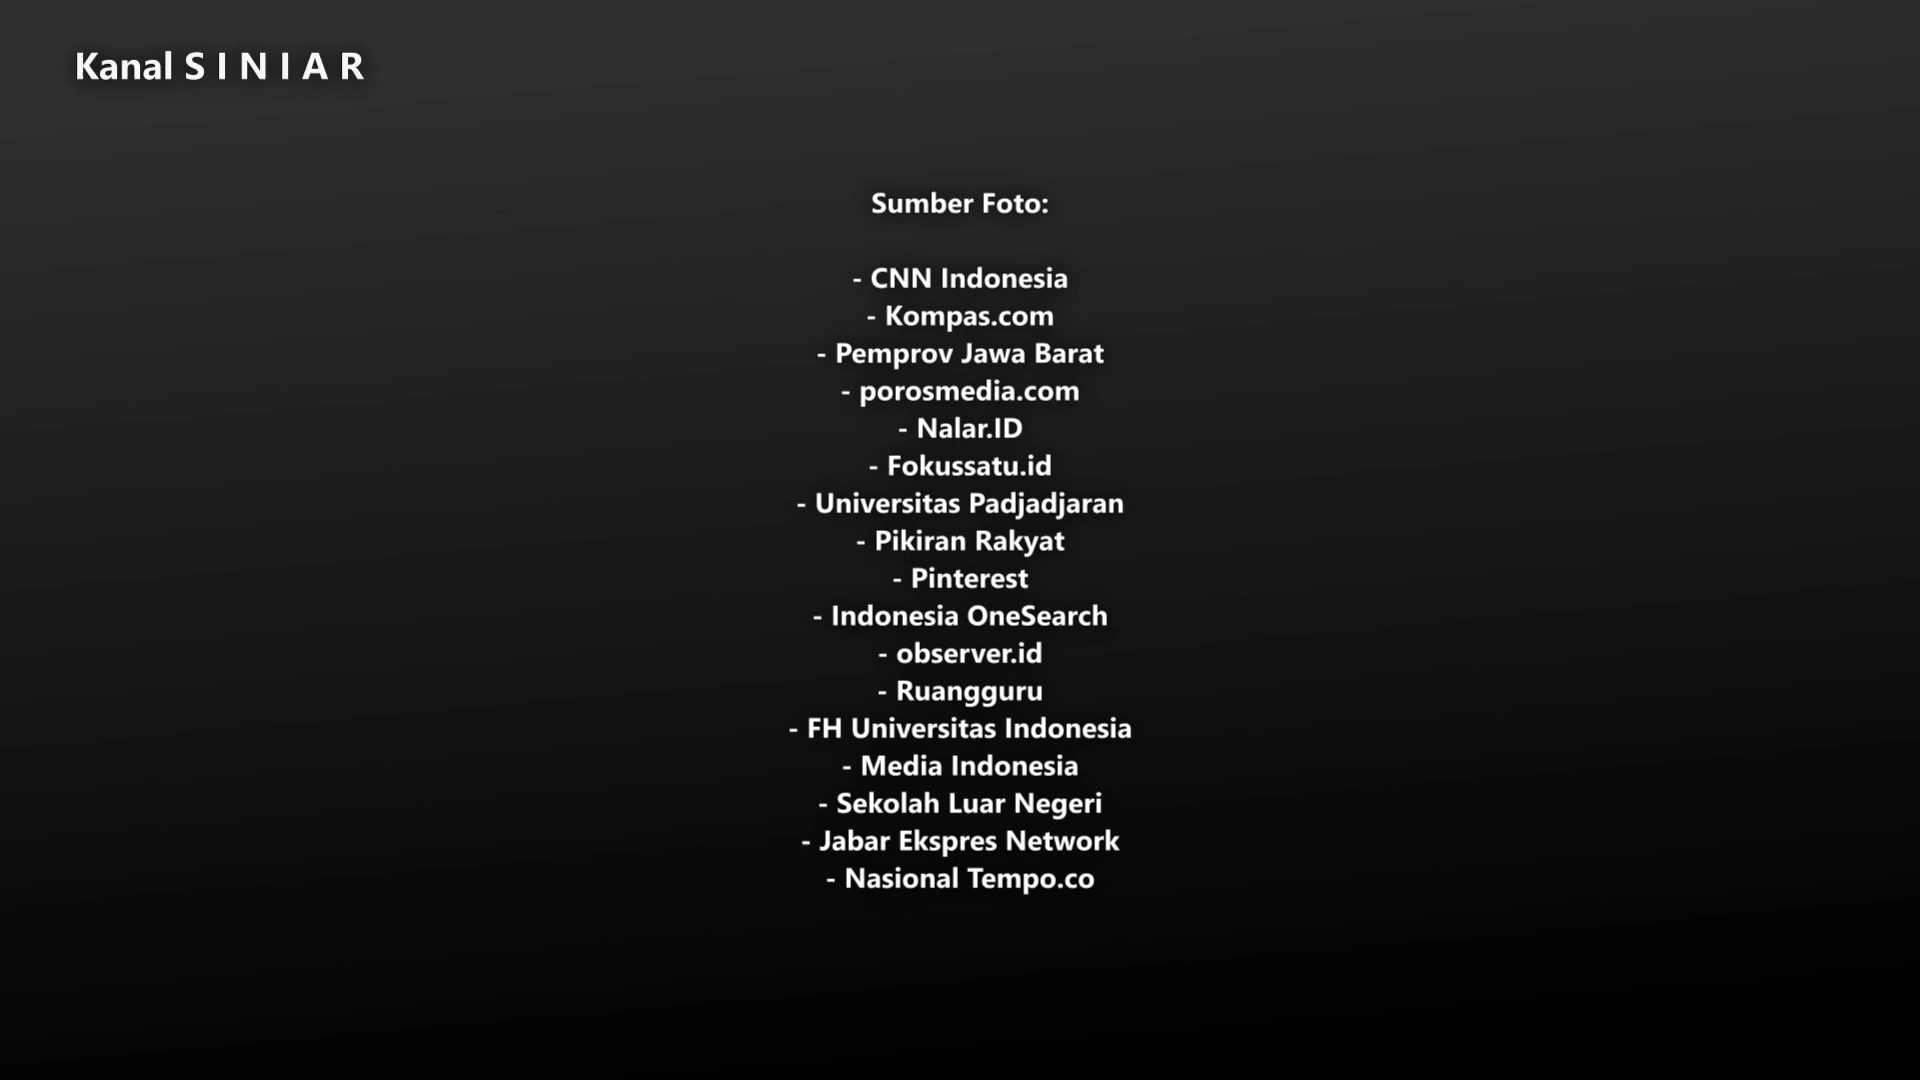 Kanal S I N I A R
Sumber Foto:
- CNN Indonesia
- Kompas.com
- Pemprov Jawa Barat
- porosmedia.com
- Nalar.ID
- Fokussatu.id
- Universitas Padjadjaran
- Pikiran Rakyat
- Pinterest
- Indonesia OneSearch
- observer.id
- Ruangguru
- FH Universitas Indonesia
- Media Indonesia
- Sekolah Luar Negeri
- Jabar Ekspres Network
- Nasional Tempo.co